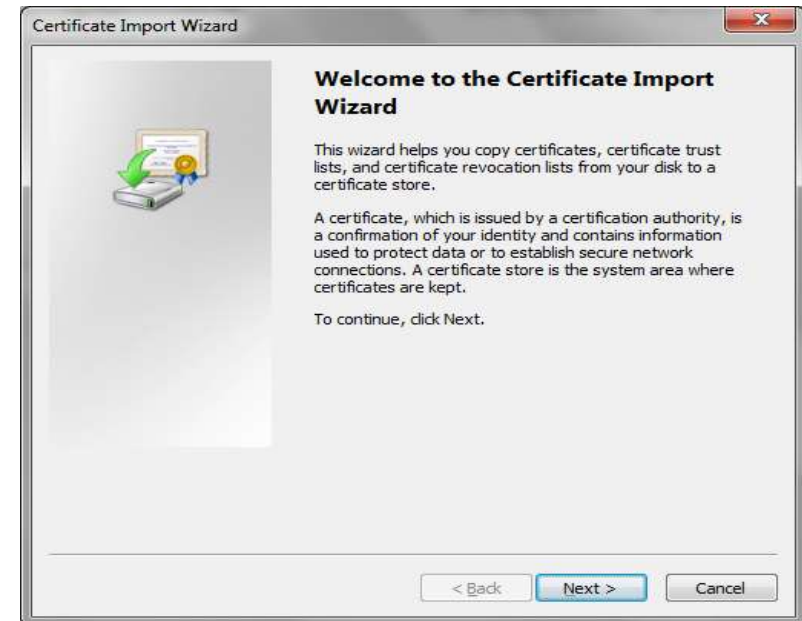 Certificate Import Wizard
Welcome to the Certificate Import
Wizard
This wizard helps you copy certificates, certificate trust
lists, and certificate revocation lists from your disk to a
certificate store.
A certificate, which is issued by a certification authority, is
a confirmation of your identity and contains information
used to protect data or to establish secure network
connections. A certificate store is the system area where
certificates are kept.
To continue, click Next.
< Back
Next >
Cancel